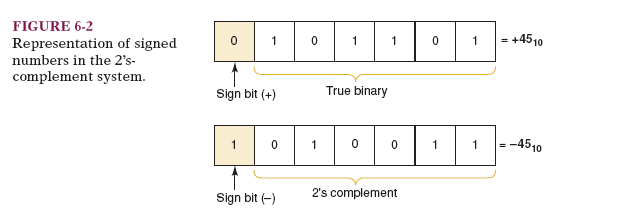 FIGURE 6-2
Representation of signed
numbers in the 2’s-
complement system.
0 1 0 1 1 0 1 = +45₁₀
Sign bit (+) True binary
1 0 1 0 0 1 1 = –45₁₀
Sign bit (–) 2's complement